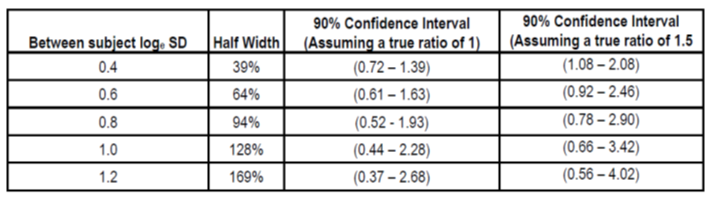 Between subject logₑ SD Half Width 90% Confidence Interval (Assuming a true ratio of 1) 90% Confidence Interval (Assuming a true ratio of 1.5
0.4 39% (0.72 – 1.39) (1.08 – 2.08)
0.6 64% (0.61 – 1.63) (0.92 – 2.46)
0.8 94% (0.52 - 1.93) (0.78 – 2.90)
1.0 128% (0.44 – 2.28) (0.66 – 3.42)
1.2 169% (0.37 – 2.68) (0.56 – 4.02)